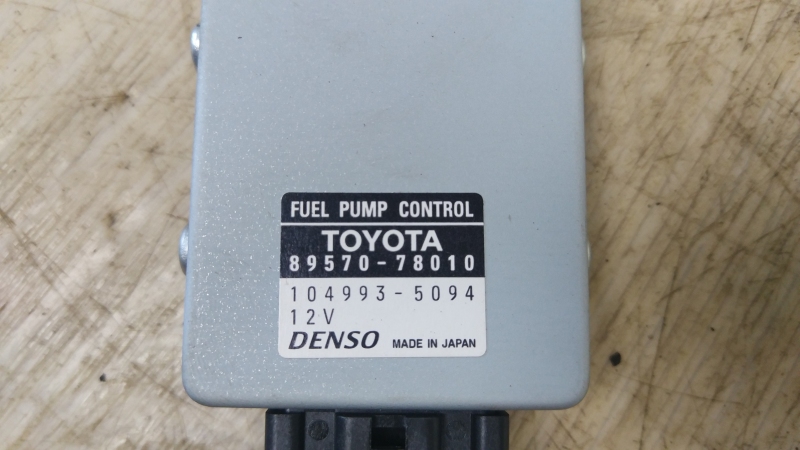 FUEL PUMP CONTROL
TOYOTA
89570-78010
104993-5094
12V
DENSO MADE IN JAPAN